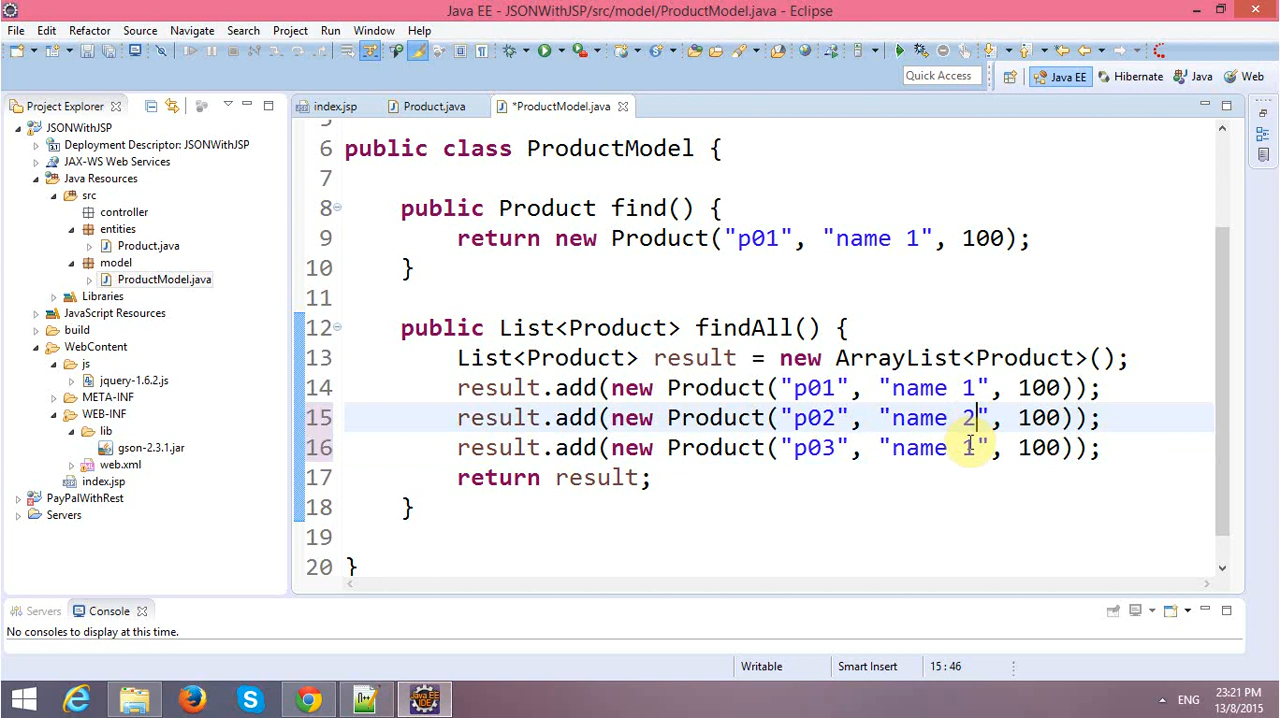 Java EE - JSONWithJSP/src/model/ProductModel.java - Eclipse
File Edit Refactor Source Navigate Search Project Run Window Help
Quick Access
Java EE Hibernate Java Web
Project Explorer
index.jsp Product.java *ProductModel.java
JSONWithJSP
Deployment Descriptor: JSONWithJSP
JAX-WS Web Services
Java Resources
src
controller
entities
Product.java
model
ProductModel.java
Libraries
JavaScript Resources
build
WebContent
js
jquery-1.6.2.js
META-INF
WEB-INF
lib
gson-2.3.1.jar
web.xml
index.jsp
PayPalWithRest
Servers
6 public class ProductModel {
7
8 public Product find() {
9 return new Product("p01", "name 1", 100);
10 }
11
12 public List<Product> findAll() {
13 List<Product> result = new ArrayList<Product>();
14 result.add(new Product("p01", "name 1", 100));
15 result.add(new Product("p02", "name 2", 100));
16 result.add(new Product("p03", "name 1", 100));
17 return result;
18 }
19
20 }
Servers Console
No consoles to display at this time.
Writable Smart Insert 15 : 46
ENG
23:21 PM
13/8/2015